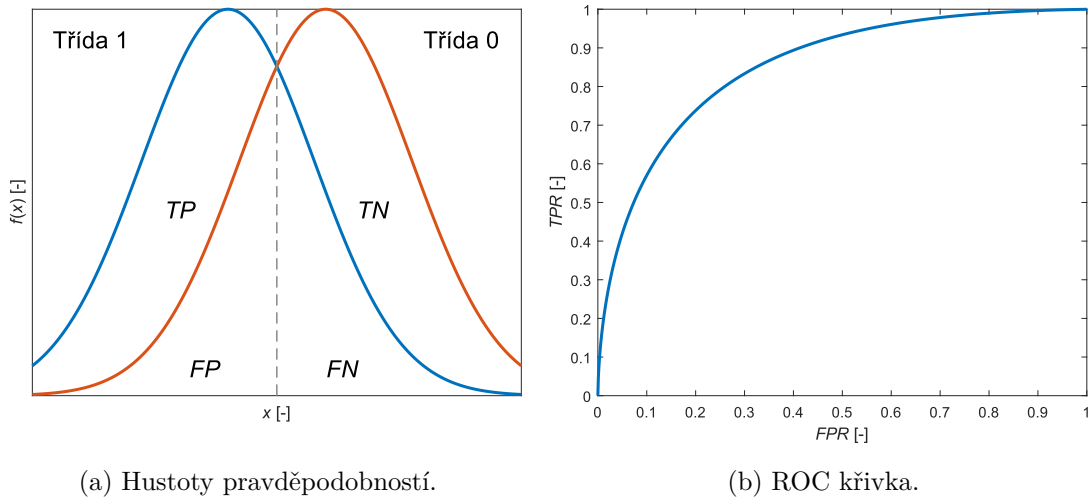 Třída 1
Třída 0
TP
TN
FP
FN
f(x) [-]
x [-]
1
0.9
0.8
0.7
0.6
0.5
0.4
0.3
0.2
0.1
0
TPR [-]
0 0.1 0.2 0.3 0.4 0.5 0.6 0.7 0.8 0.9 1
FPR [-]
(a) Hustoty pravděpodobností.
(b) ROC křivka.